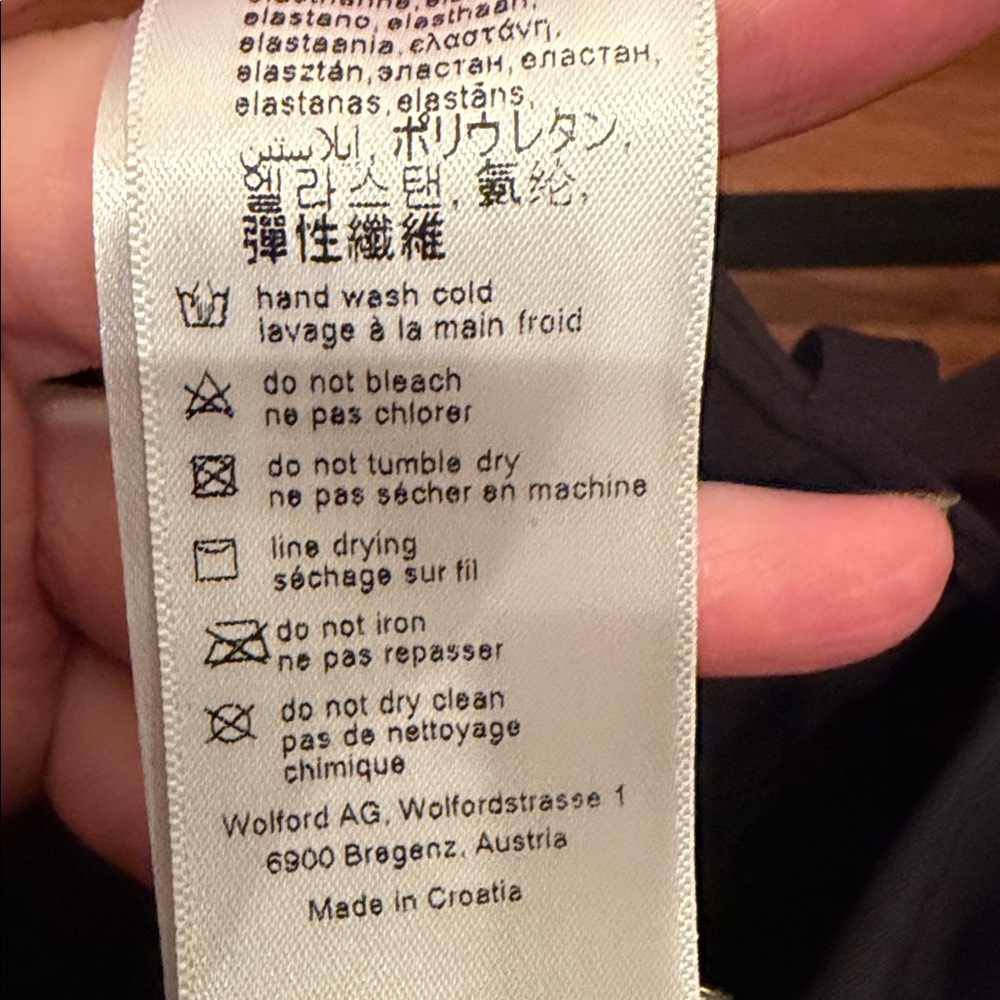 elastano, elasthaan,
elastaania, ελαστάνη,
elasztán, эластан, еластан,
elastanas, elastāns,
إيلاستين, ポリウレタン,
엘라스탄, 氨纶,
彈性纖維
hand wash cold
lavage à la main froid
do not bleach
ne pas chlorer
do not tumble dry
ne pas sécher en machine
line drying
séchage sur fil
do not iron
ne pas repasser
do not dry clean
pas de nettoyage
chimique
Wolford AG, Wolfordstrasse 1
6900 Bregenz, Austria
Made in Croatia